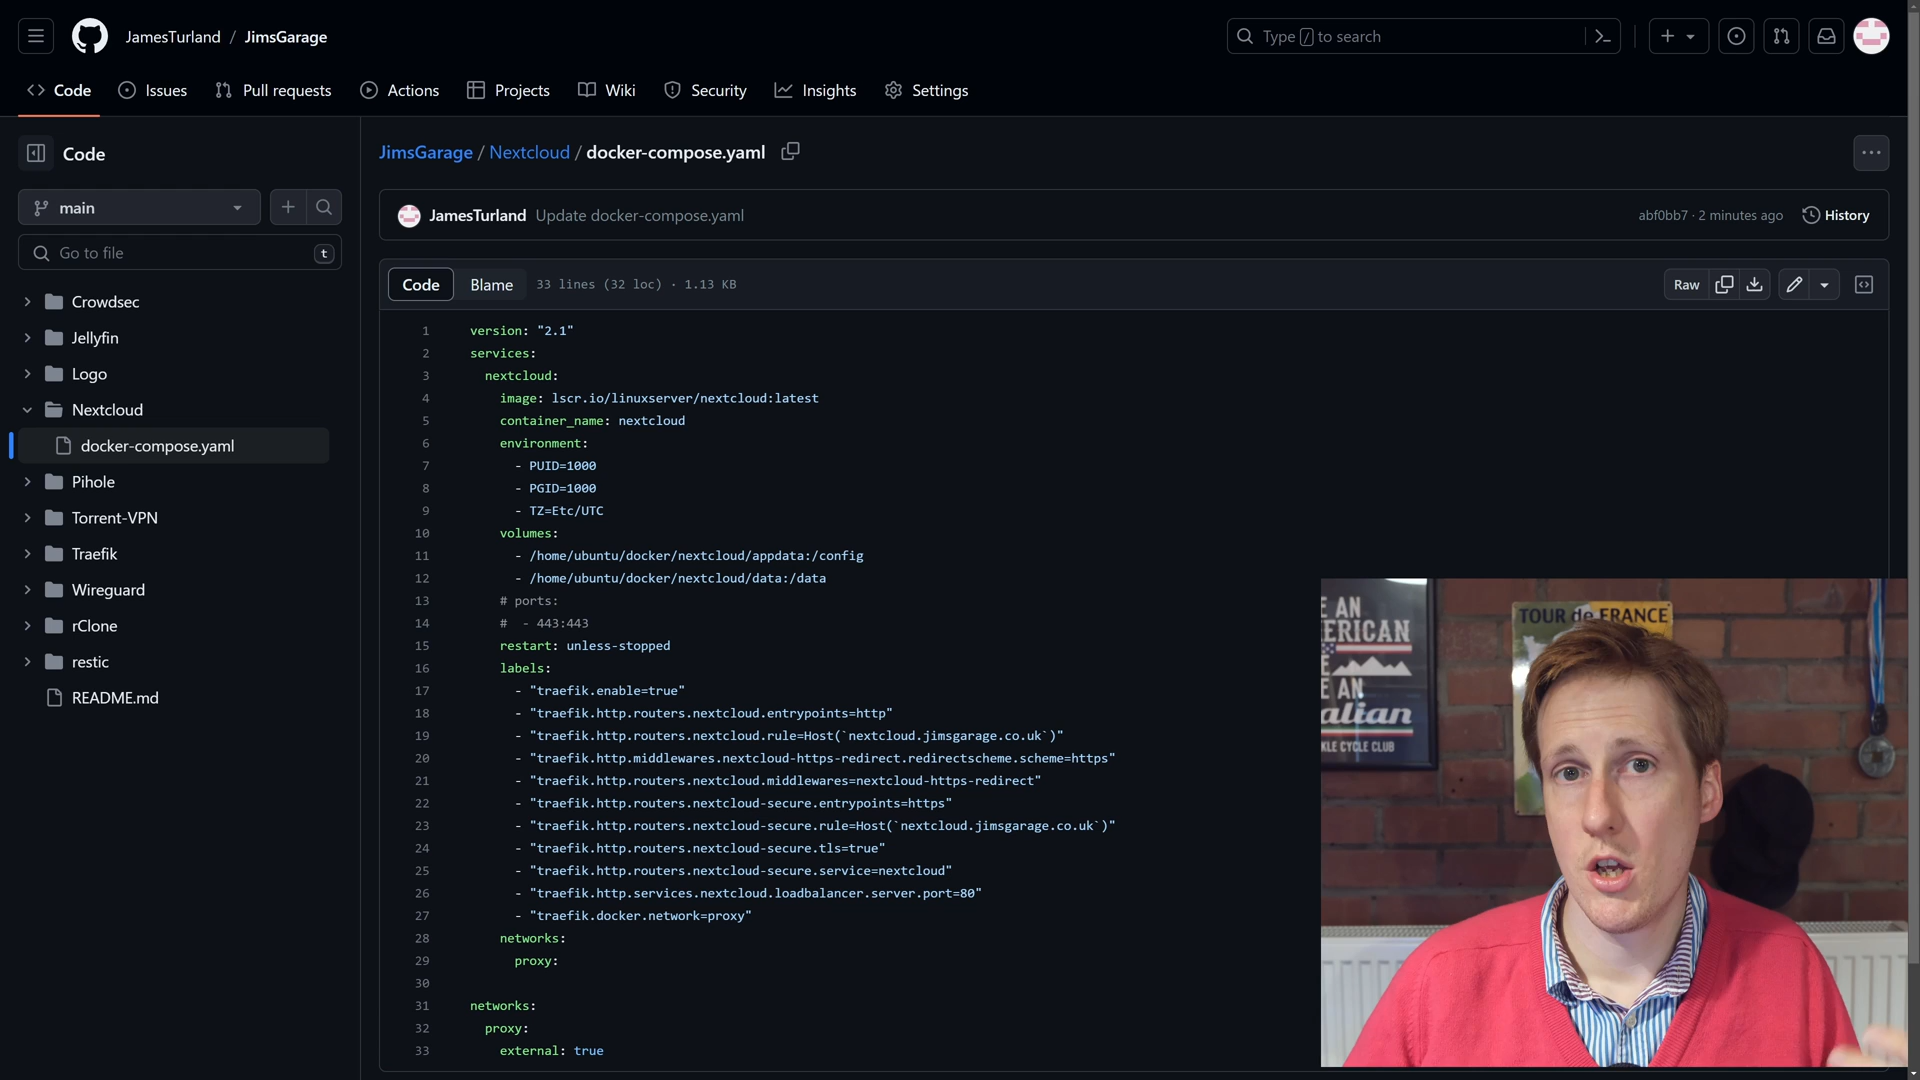 JamesTurland / JimsGarage
Type / to search
Code
Issues
Pull requests
Actions
Projects
Wiki
Security
Insights
Settings
Code
main
Go to file
t
Crowdsec
Jellyfin
Logo
Nextcloud
docker-compose.yaml
Pihole
Torrent-VPN
Traefik
Wireguard
rClone
restic
README.md
JimsGarage / Nextcloud / docker-compose.yaml
JamesTurland Update docker-compose.yaml
abf0bb7 · 2 minutes ago
History
Code
Blame
33 lines (32 loc) · 1.13 KB
Raw
1 version: "2.1"
2 services:
3 nextcloud:
4 image: lscr.io/linuxserver/nextcloud:latest
5 container_name: nextcloud
6 environment:
7 - PUID=1000
8 - PGID=1000
9 - TZ=Etc/UTC
10 volumes:
11 - /home/ubuntu/docker/nextcloud/appdata:/config
12 - /home/ubuntu/docker/nextcloud/data:/data
13 # ports:
14 # - 443:443
15 restart: unless-stopped
16 labels:
17 - "traefik.enable=true"
18 - "traefik.http.routers.nextcloud.entrypoints=http"
19 - "traefik.http.routers.nextcloud.rule=Host(`nextcloud.jimsgarage.co.uk`)"
20 - "traefik.http.middlewares.nextcloud-https-redirect.redirectscheme.scheme=https"
21 - "traefik.http.routers.nextcloud.middlewares=nextcloud-https-redirect"
22 - "traefik.http.routers.nextcloud-secure.entrypoints=https"
23 - "traefik.http.routers.nextcloud-secure.rule=Host(`nextcloud.jimsgarage.co.uk`)"
24 - "traefik.http.routers.nextcloud-secure.tls=true"
25 - "traefik.http.routers.nextcloud-secure.service=nextcloud"
26 - "traefik.http.services.nextcloud.loadbalancer.server.port=80"
27 - "traefik.docker.network=proxy"
28 networks:
29 proxy:
30
31 networks:
32 proxy:
33 external: true
E AN
ERICAN
E
E AN
alian
KLE CYCLE CLUB
TOUR de FRANCE